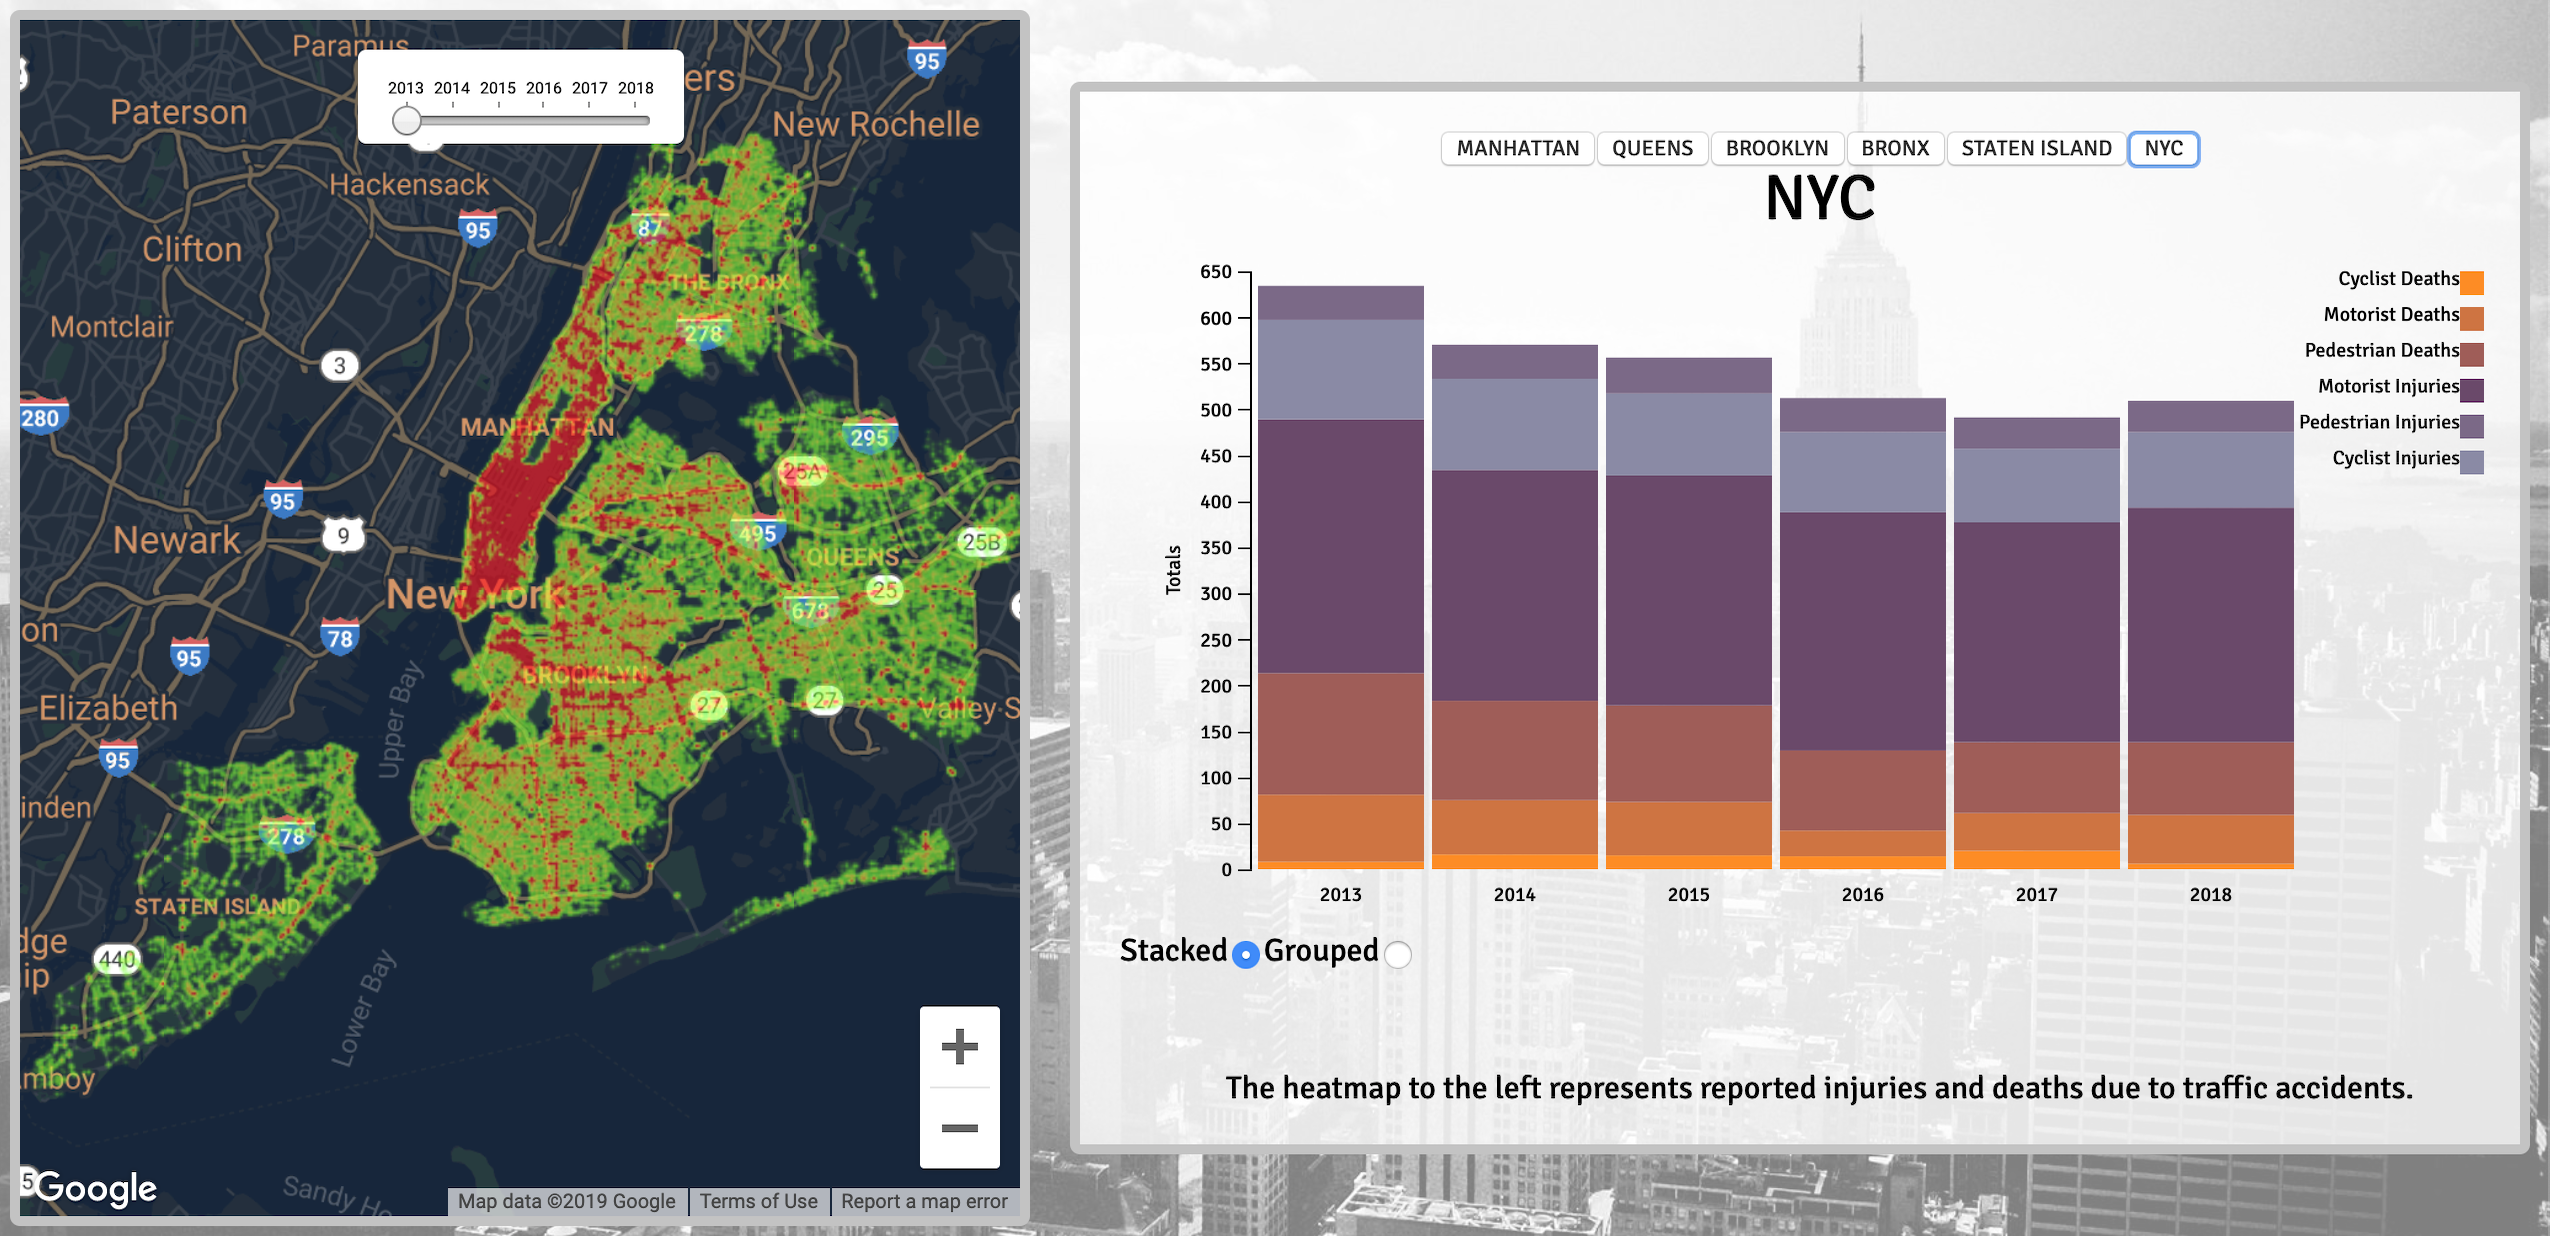 Paramus
95
2013 2014 2015 2016 2017 2018
ers
Paterson
New Rochelle
Hackensack
87
95
Clifton
THE BRONX
278
Montclair
3
280
MANHATTAN
295
25A
95
9
495
Newark
25B
QUEENS
25
New York
678
on
78
95
BROOKLYN
Upper Bay
27
27
Elizabeth
Valley S
95
inden
278
STATEN ISLAND
dge
440
ip
Lower Bay
mboy
+
−
5
Google
Sandy Ho
Map data ©2019 Google
Terms of Use
Report a map error
MANHATTAN
QUEENS
BROOKLYN
BRONX
STATEN ISLAND
NYC
NYC
650
600
550
500
450
400
350
300
250
200
150
100
50
0
Totals
2013 2014 2015 2016 2017 2018
Cyclist Deaths
Motorist Deaths
Pedestrian Deaths
Motorist Injuries
Pedestrian Injuries
Cyclist Injuries
Stacked Grouped
The heatmap to the left represents reported injuries and deaths due to traffic accidents.